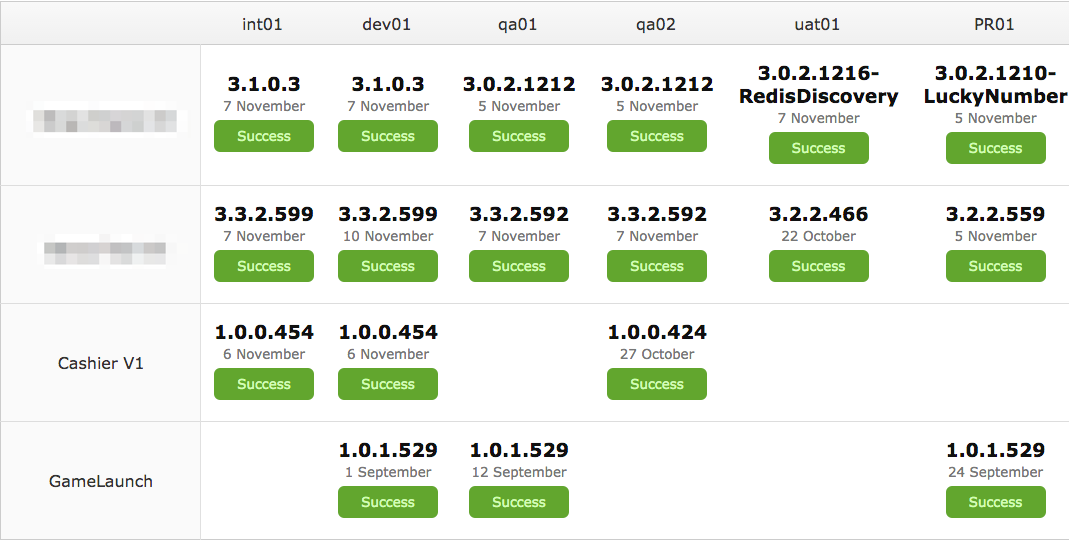 int01 dev01 qa01 qa02 uat01 PR01
3.1.0.3 3.1.0.3 3.0.2.1212 3.0.2.1212 3.0.2.1216- 3.0.2.1210-
RedisDiscovery LuckyNumber
7 November 7 November 5 November 5 November 7 November 5 November
Success Success Success Success Success Success
3.3.2.599 3.3.2.599 3.3.2.592 3.3.2.592 3.2.2.466 3.2.2.559
7 November 10 November 7 November 7 November 22 October 5 November
Success Success Success Success Success Success
Cashier V1
1.0.0.454 1.0.0.454 1.0.0.424
6 November 6 November 27 October
Success Success Success
GameLaunch
1.0.1.529 1.0.1.529 1.0.1.529
1 September 12 September 24 September
Success Success Success